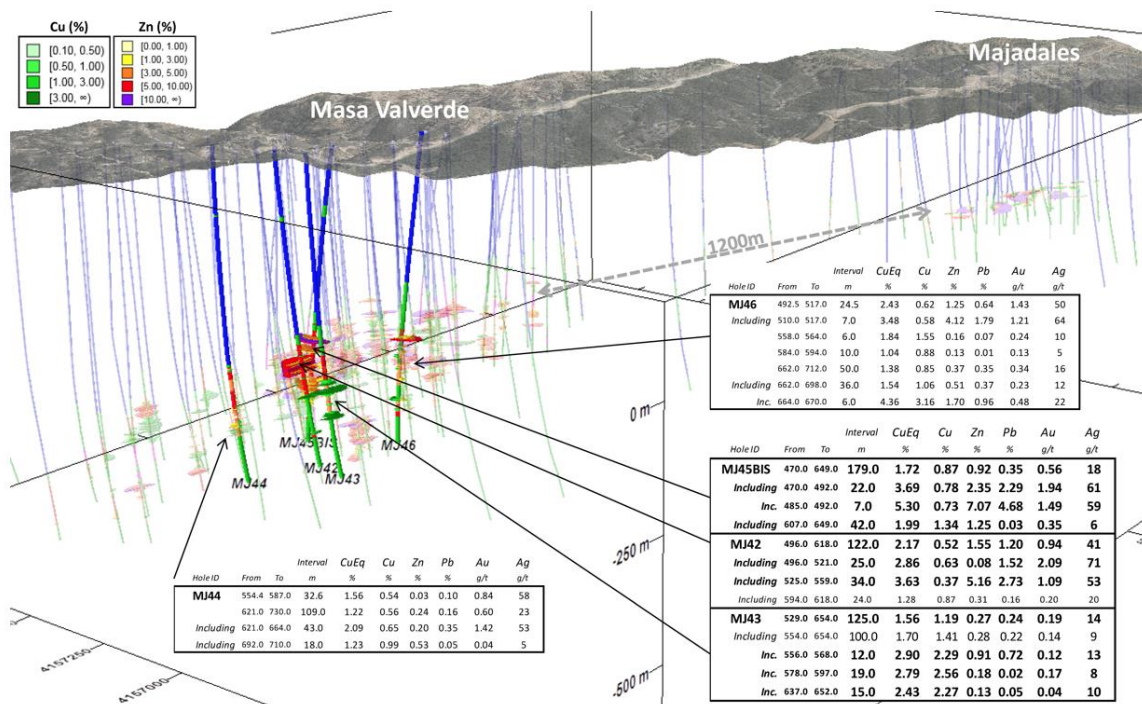 Cu (%)
[0.10, 0.50)
[0.50, 1.00)
[1.00, 3.00)
[3.00, ∞)
Zn (%)
[0.00, 1.00)
[1.00, 3.00)
[3.00, 5.00)
[5.00, 10.00)
[10.00, ∞)
Masa Valverde
Majadales
1200m
Interval CuEq Cu Zn Pb Au Ag
Hole ID From To m % % % % g/t g/t
MJ46 492.5 517.0 24.5 2.43 0.62 1.25 0.64 1.43 50
Including 510.0 517.0 7.0 3.48 0.58 4.12 1.79 1.21 64
558.0 564.0 6.0 1.84 1.55 0.16 0.07 0.24 10
584.0 594.0 10.0 1.04 0.88 0.13 0.01 0.13 5
662.0 712.0 50.0 1.38 0.85 0.37 0.35 0.34 16
Including 662.0 698.0 36.0 1.54 1.06 0.51 0.37 0.23 12
Inc. 664.0 670.0 6.0 4.36 3.16 1.70 0.96 0.48 22
0 m
-250 m
-500 m
MJ45BIS
MJ46
MJ42
MJ43
MJ44
Interval CuEq Cu Zn Pb Au Ag
Hole ID From To m % % % % g/t g/t
MJ45BIS 470.0 649.0 179.0 1.72 0.87 0.92 0.35 0.56 18
Including 470.0 492.0 22.0 3.69 0.78 2.35 2.29 1.94 61
Inc. 485.0 492.0 7.0 5.30 0.73 7.07 4.68 1.49 59
Including 607.0 649.0 42.0 1.99 1.34 1.25 0.03 0.35 6
MJ42 496.0 618.0 122.0 2.17 0.52 1.55 1.20 0.94 41
Including 496.0 521.0 25.0 2.86 0.63 0.08 1.52 2.09 71
Including 525.0 559.0 34.0 3.63 0.37 5.16 2.73 1.09 53
Including 594.0 618.0 24.0 1.28 0.87 0.31 0.16 0.20 20
MJ43 529.0 654.0 125.0 1.56 1.19 0.27 0.24 0.19 14
Including 554.0 654.0 100.0 1.70 1.41 0.28 0.22 0.14 9
Inc. 556.0 568.0 12.0 2.90 2.29 0.91 0.72 0.12 13
Inc. 578.0 597.0 19.0 2.79 2.56 0.18 0.02 0.17 8
Inc. 637.0 652.0 15.0 2.43 2.27 0.13 0.05 0.04 10
Interval CuEq Cu Zn Pb Au Ag
Hole ID From To m % % % % g/t g/t
MJ44 554.4 587.0 32.6 1.56 0.54 0.03 0.10 0.84 58
621.0 730.0 109.0 1.22 0.56 0.24 0.16 0.60 23
Including 621.0 664.0 43.0 2.09 0.65 0.20 0.35 1.42 53
Including 692.0 710.0 18.0 1.23 0.99 0.53 0.05 0.04 5
4157250
4157000